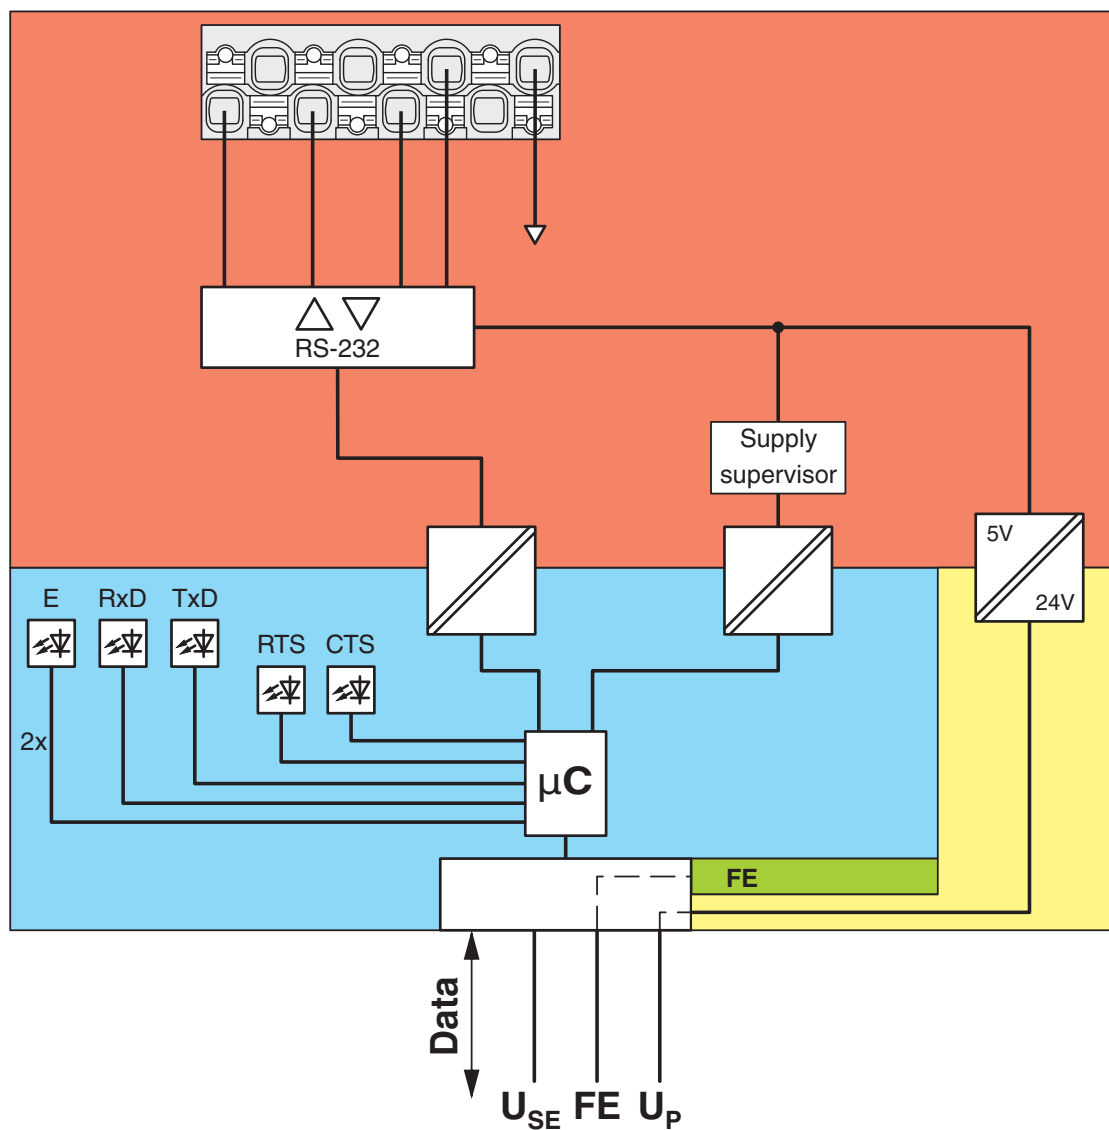 RS-232
Supply
supervisor
5V
24V
E RxD TxD
RTS CTS
2x
µC
FE
Data
USE FE UP